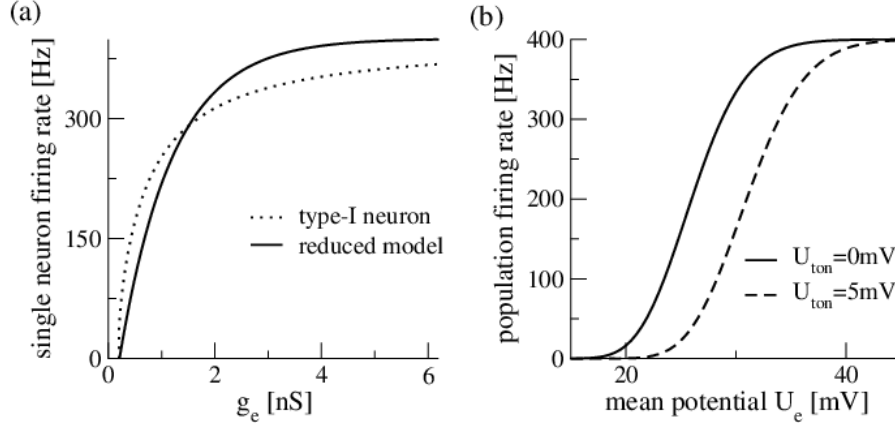 (a)
single neuron firing rate [Hz]
300
150
0
0
2
4
6
g_e [nS]
type-I neuron
reduced model
(b)
population firing rate [Hz]
400
300
200
100
0
20
40
mean potential U_e [mV]
U_ton=0mV
U_ton=5mV